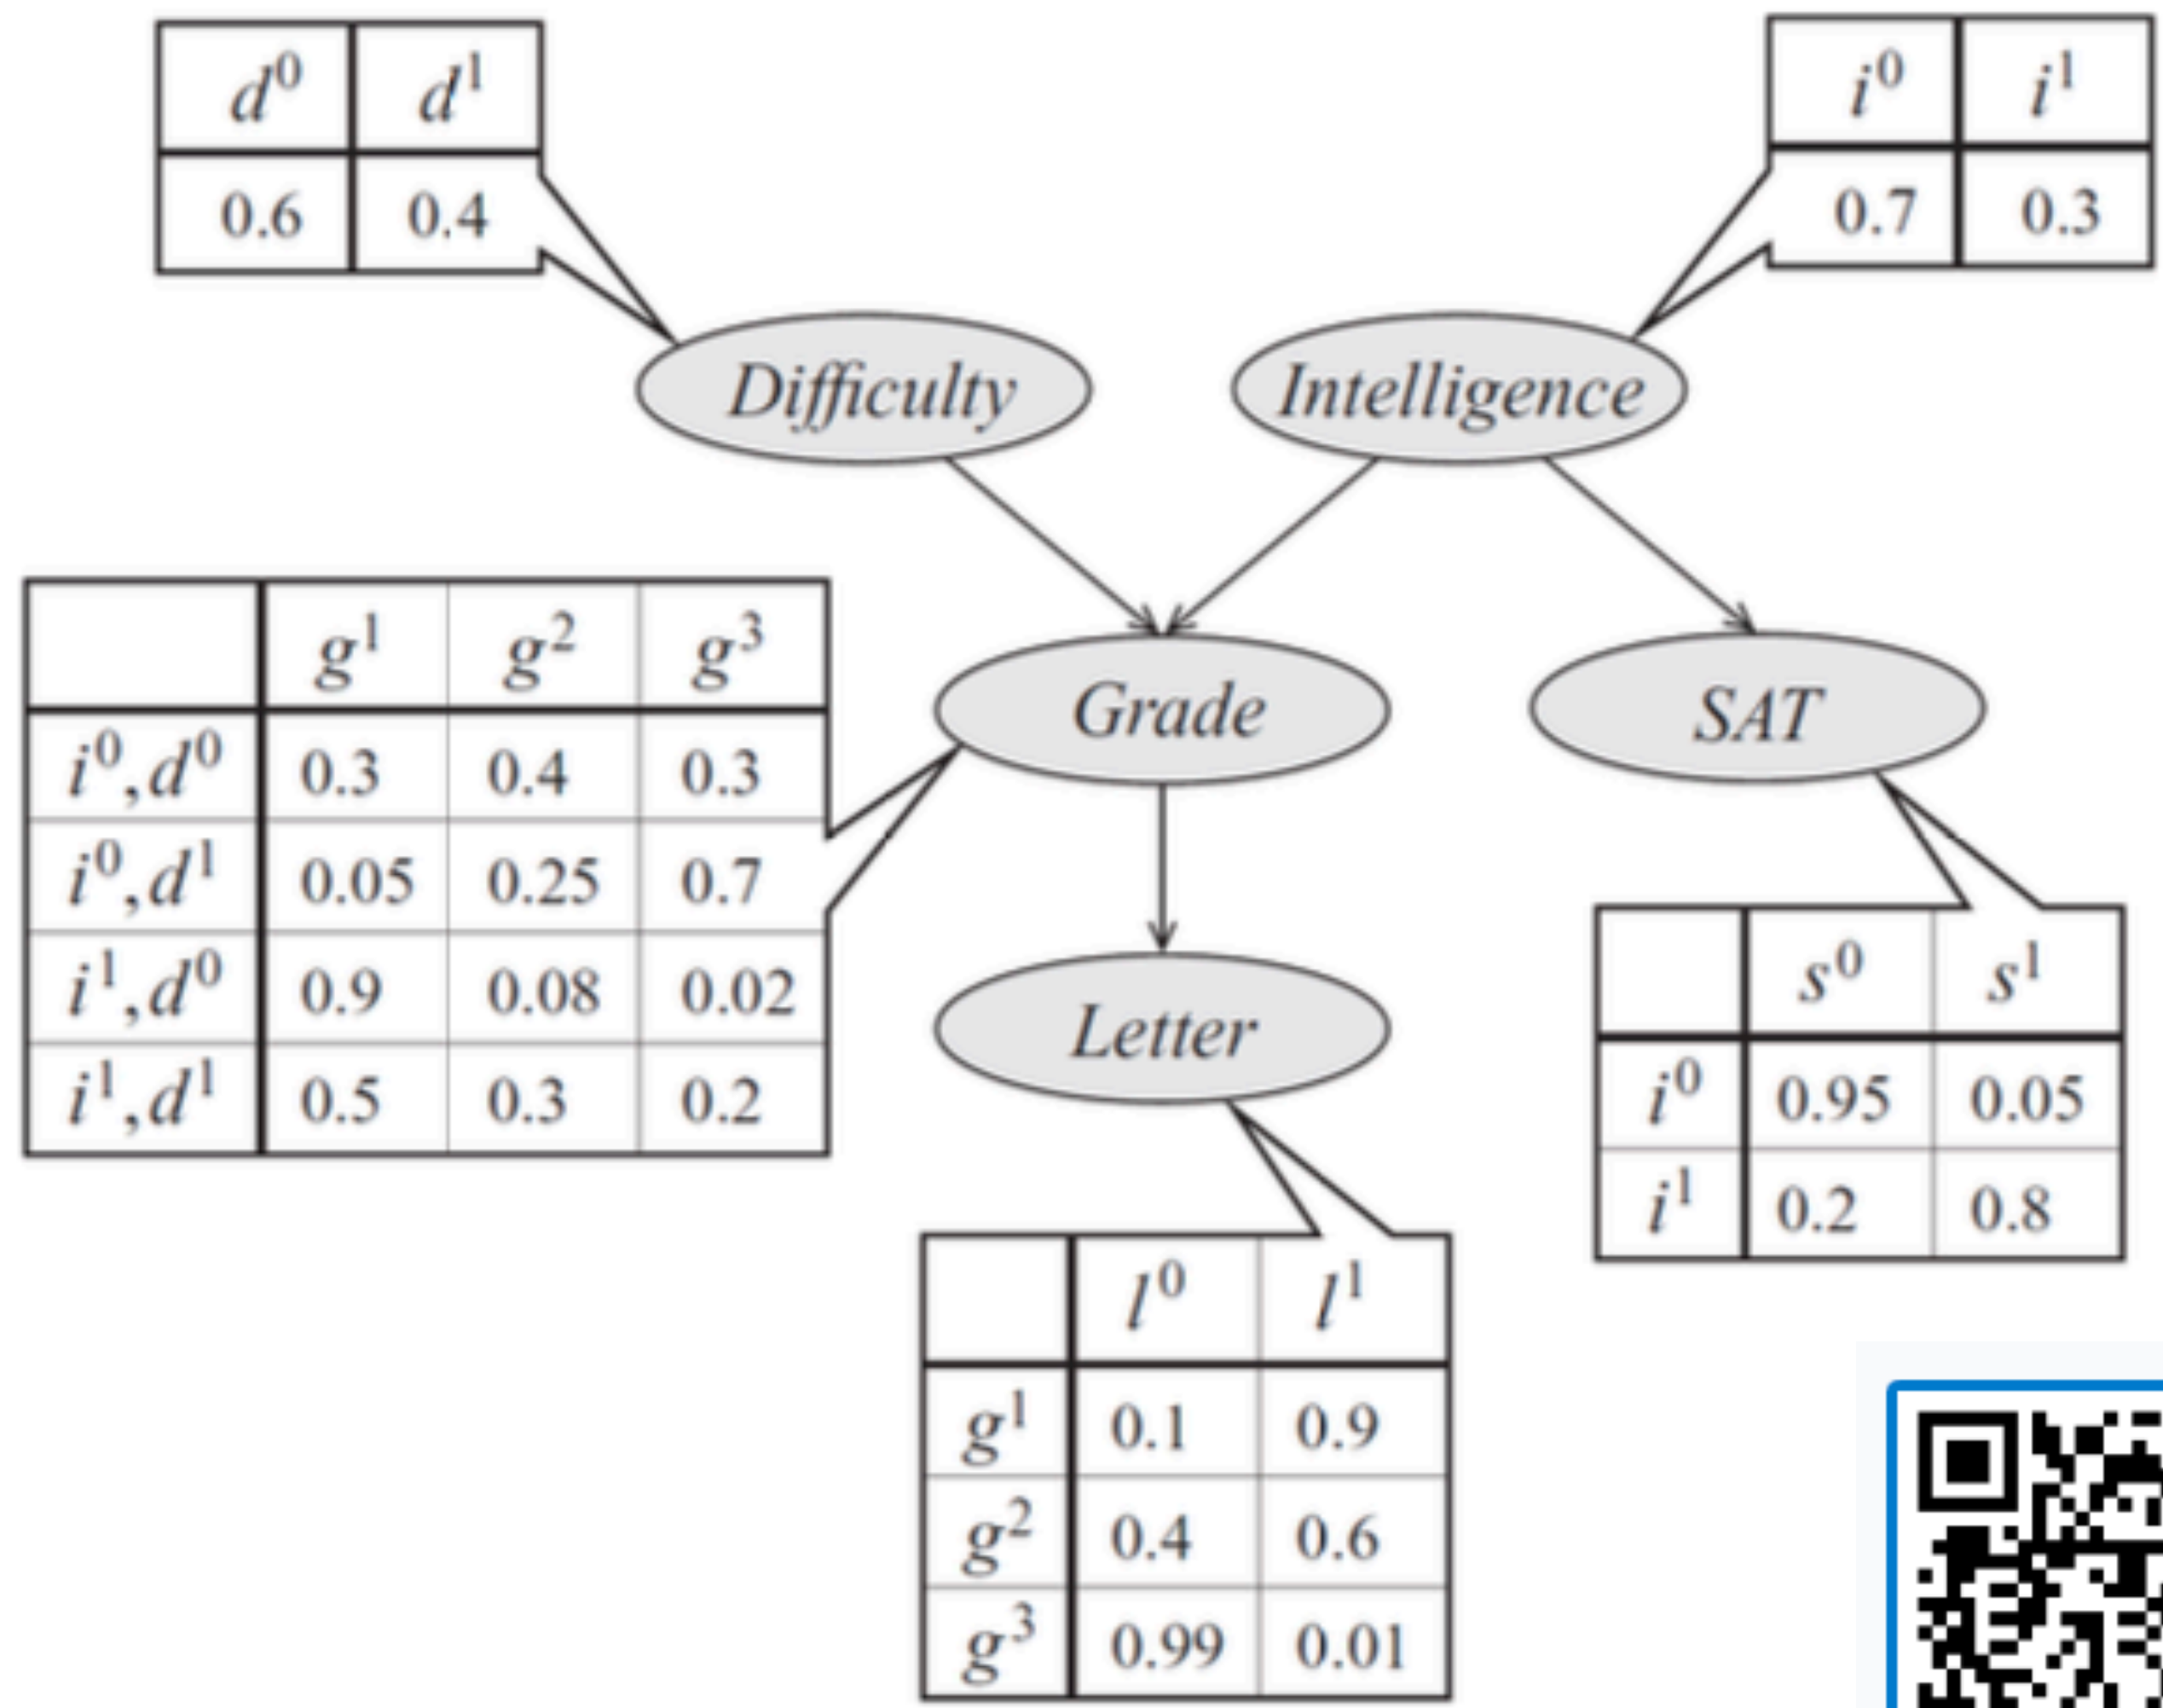 d⁰ d¹
0.6 0.4
i⁰ i¹
0.7 0.3
Difficulty
Intelligence
g¹ g² g³
i⁰,d⁰ 0.3 0.4 0.3
i⁰,d¹ 0.05 0.25 0.7
i¹,d⁰ 0.9 0.08 0.02
i¹,d¹ 0.5 0.3 0.2
Grade
SAT
Letter
s⁰ s¹
i⁰ 0.95 0.05
i¹ 0.2 0.8
l⁰ l¹
g¹ 0.1 0.9
g² 0.4 0.6
g³ 0.99 0.01